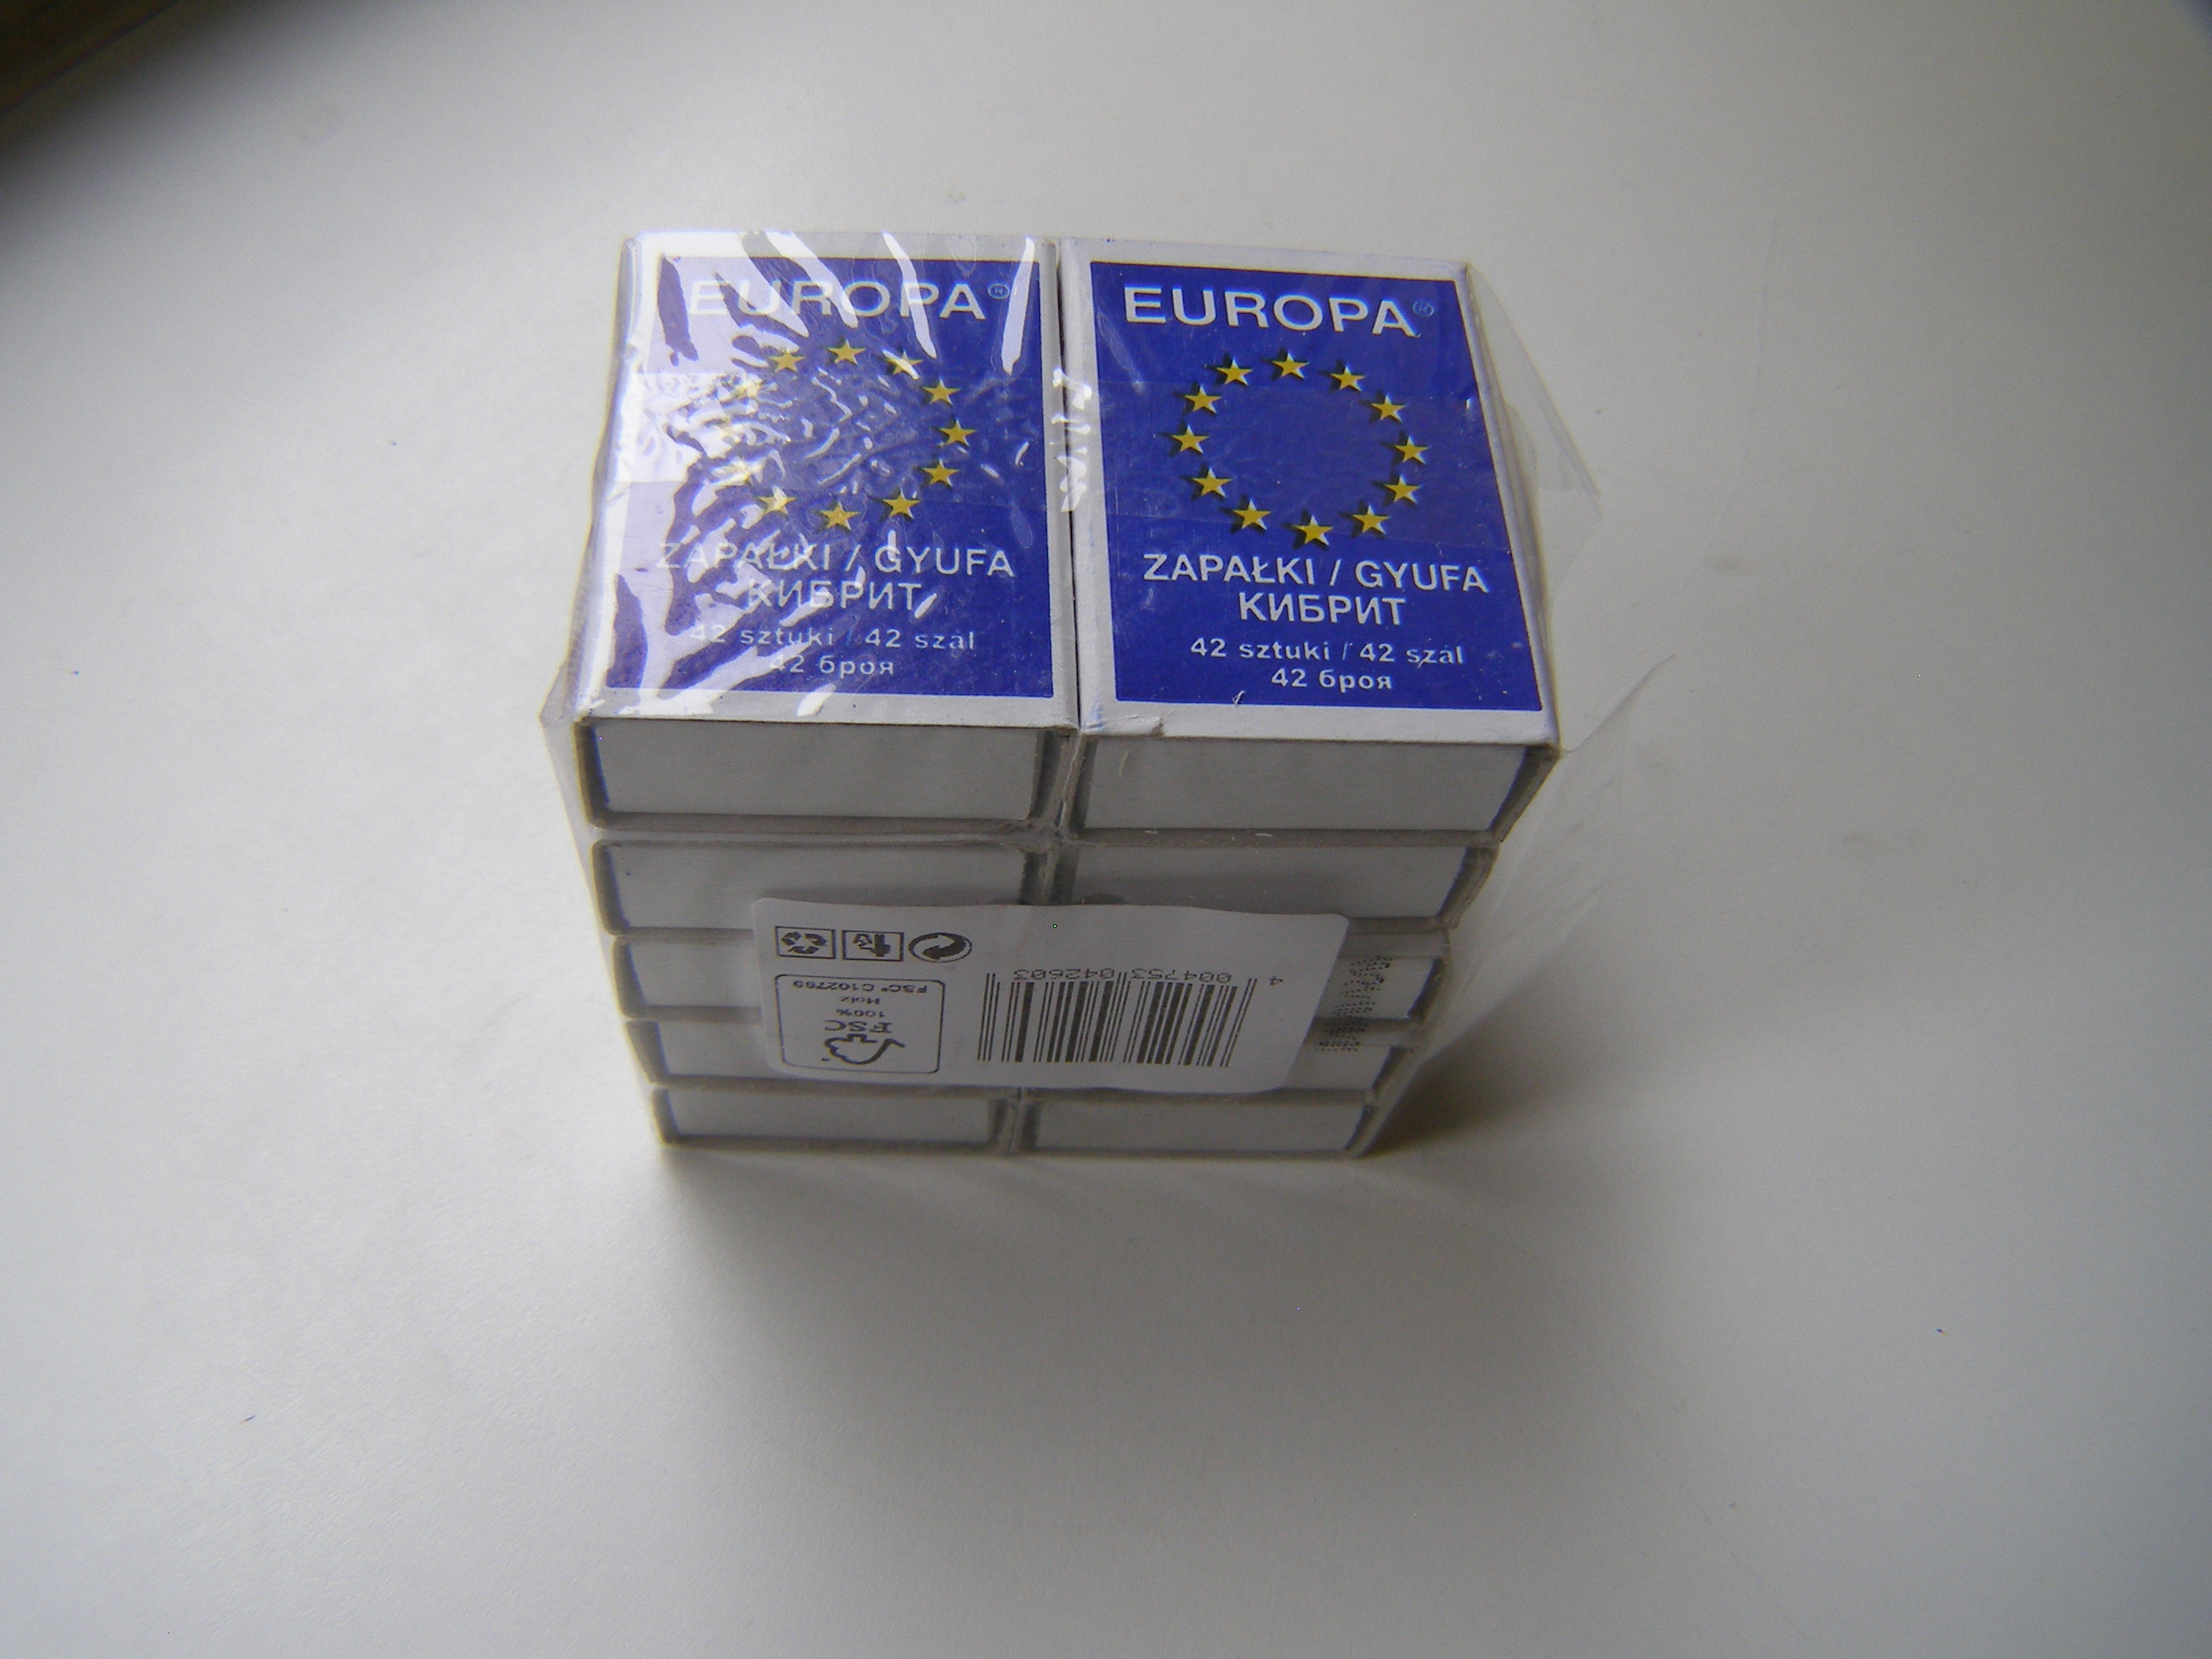 EUROPA®
ZAPAŁKI / GYUFA
КИБРИТ
42 sztuki / 42 szál
42 броя
EUROPA®
ZAPAŁKI / GYUFA
КИБРИТ
42 sztuki / 42 szál
42 броя
4 004753 042603
FSC
100%
Holz
FSC® C102799